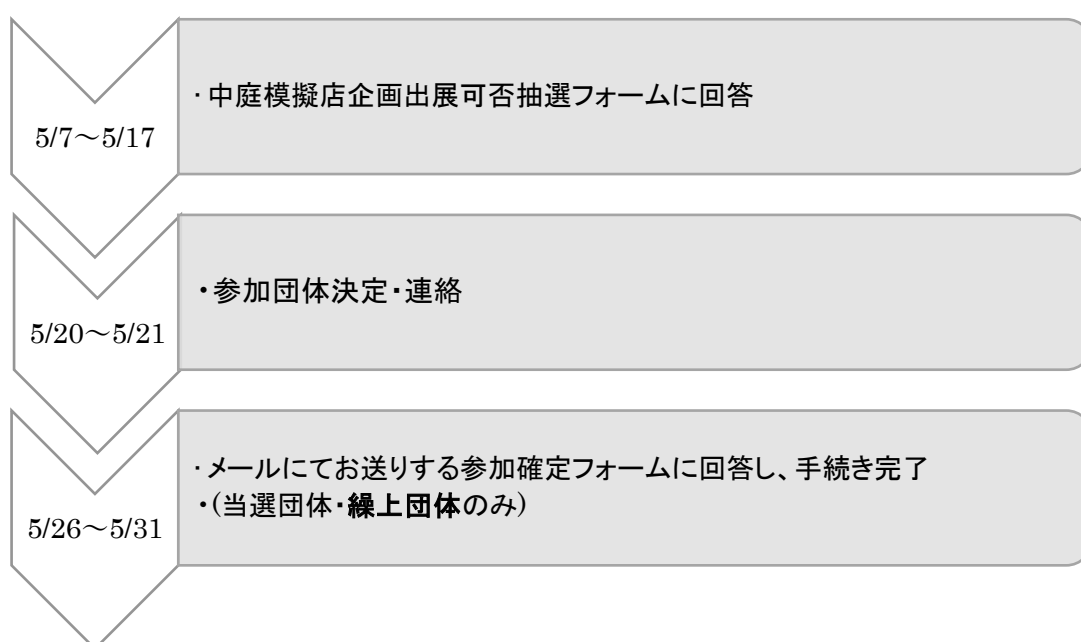 5/7～5/17
・中庭模擬店企画出展可否抽選フォームに回答
5/20～5/21
・参加団体決定・連絡
5/26～5/31
・メールにてお送りする参加確定フォームに回答し、手続き完了
・(当選団体・繰上団体のみ)